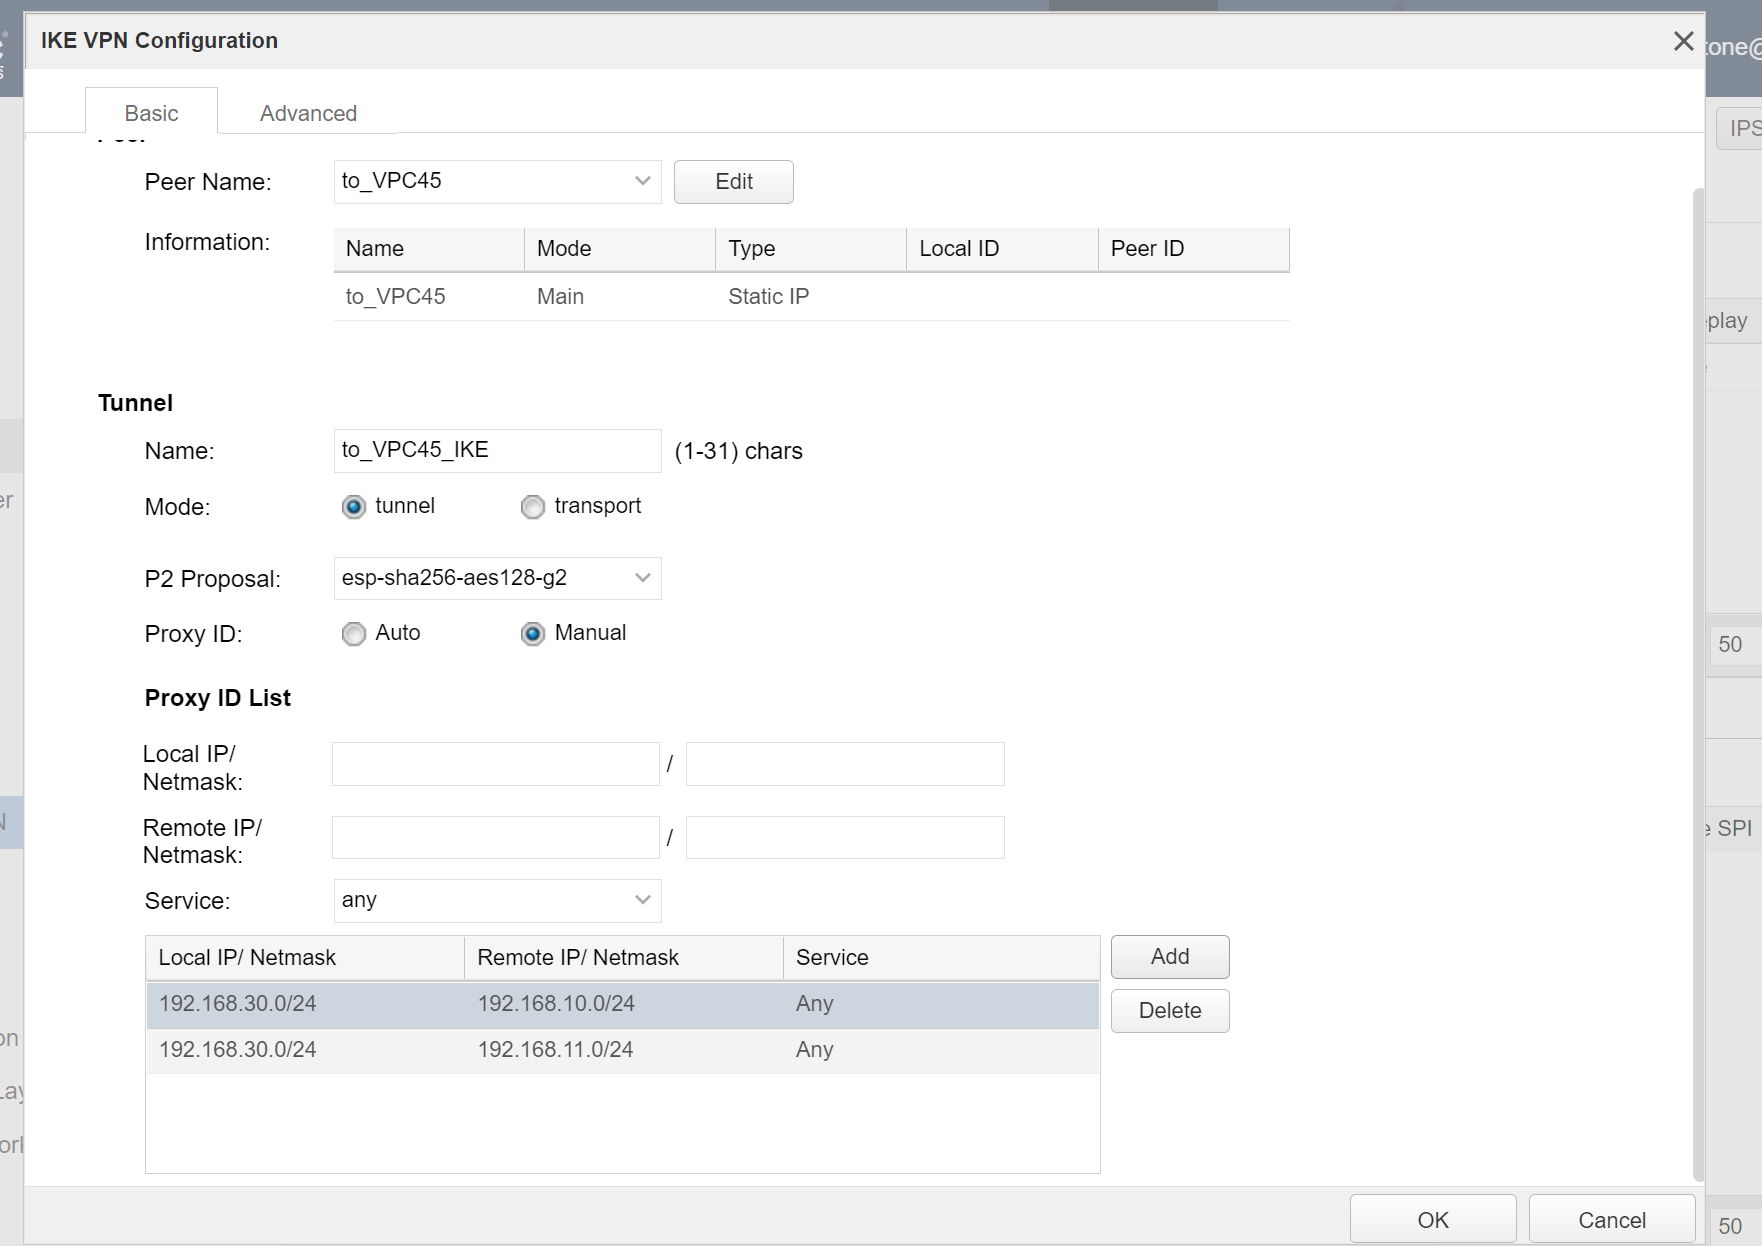 IKE VPN Configuration
Basic
Advanced
Peer Name:
to_VPC45
Edit
Information:
Name
Mode
Type
Local ID
Peer ID
to_VPC45
Main
Static IP
Tunnel
Name:
to_VPC45_IKE
(1-31) chars
Mode:
tunnel
transport
P2 Proposal:
esp-sha256-aes128-g2
Proxy ID:
Auto
Manual
50
Proxy ID List
Local IP/
Netmask:
/
Remote IP/
Netmask:
/
SPI
Service:
any
Local IP/ Netmask
Remote IP/ Netmask
Service
Add
192.168.30.0/24
192.168.10.0/24
Any
Delete
192.168.30.0/24
192.168.11.0/24
Any
OK
Cancel
50